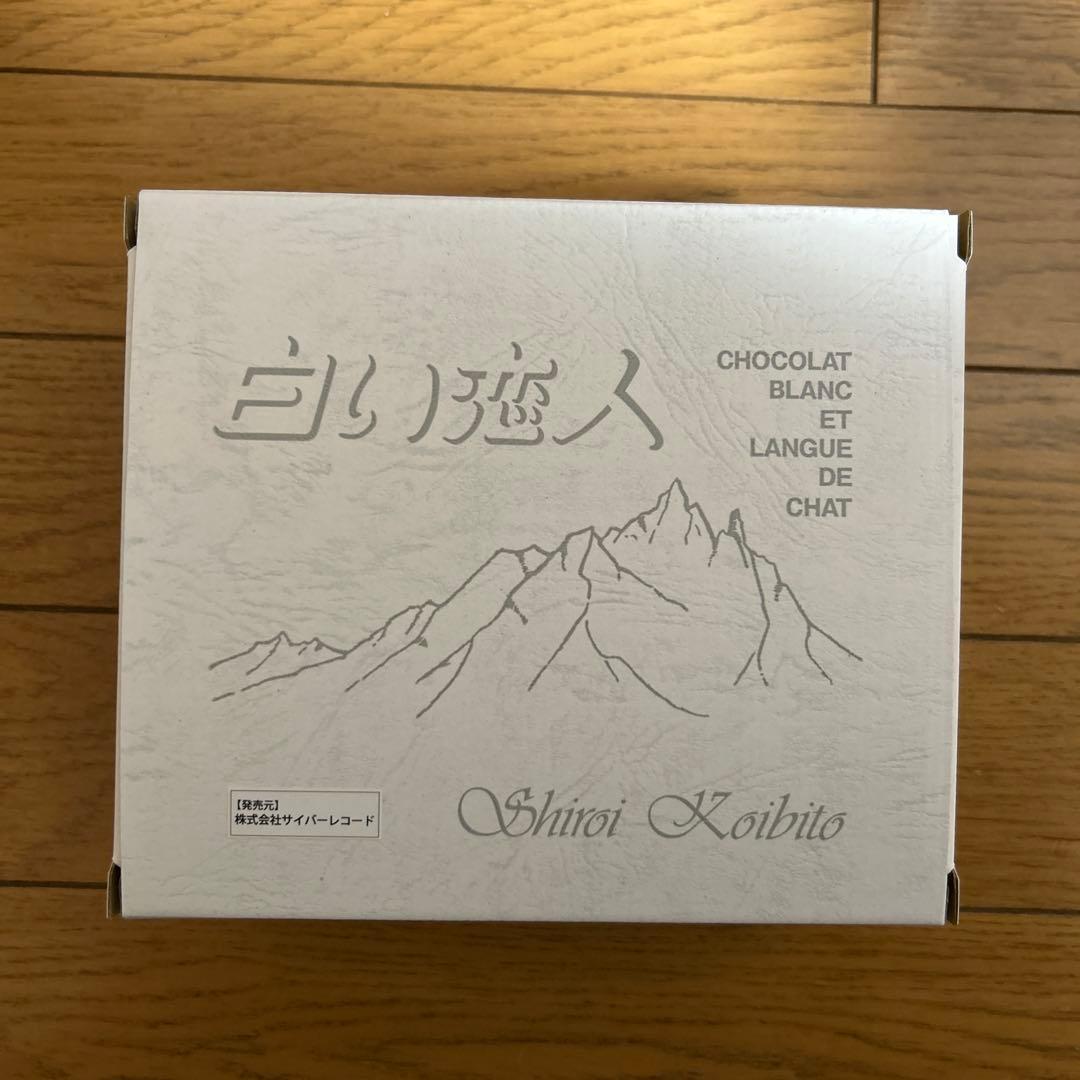 白い恋人
CHOCOLAT
BLANC
ET
LANGUE
DE
CHAT
【発売元】
株式会社サイバーレコード
Shiroi Koibito